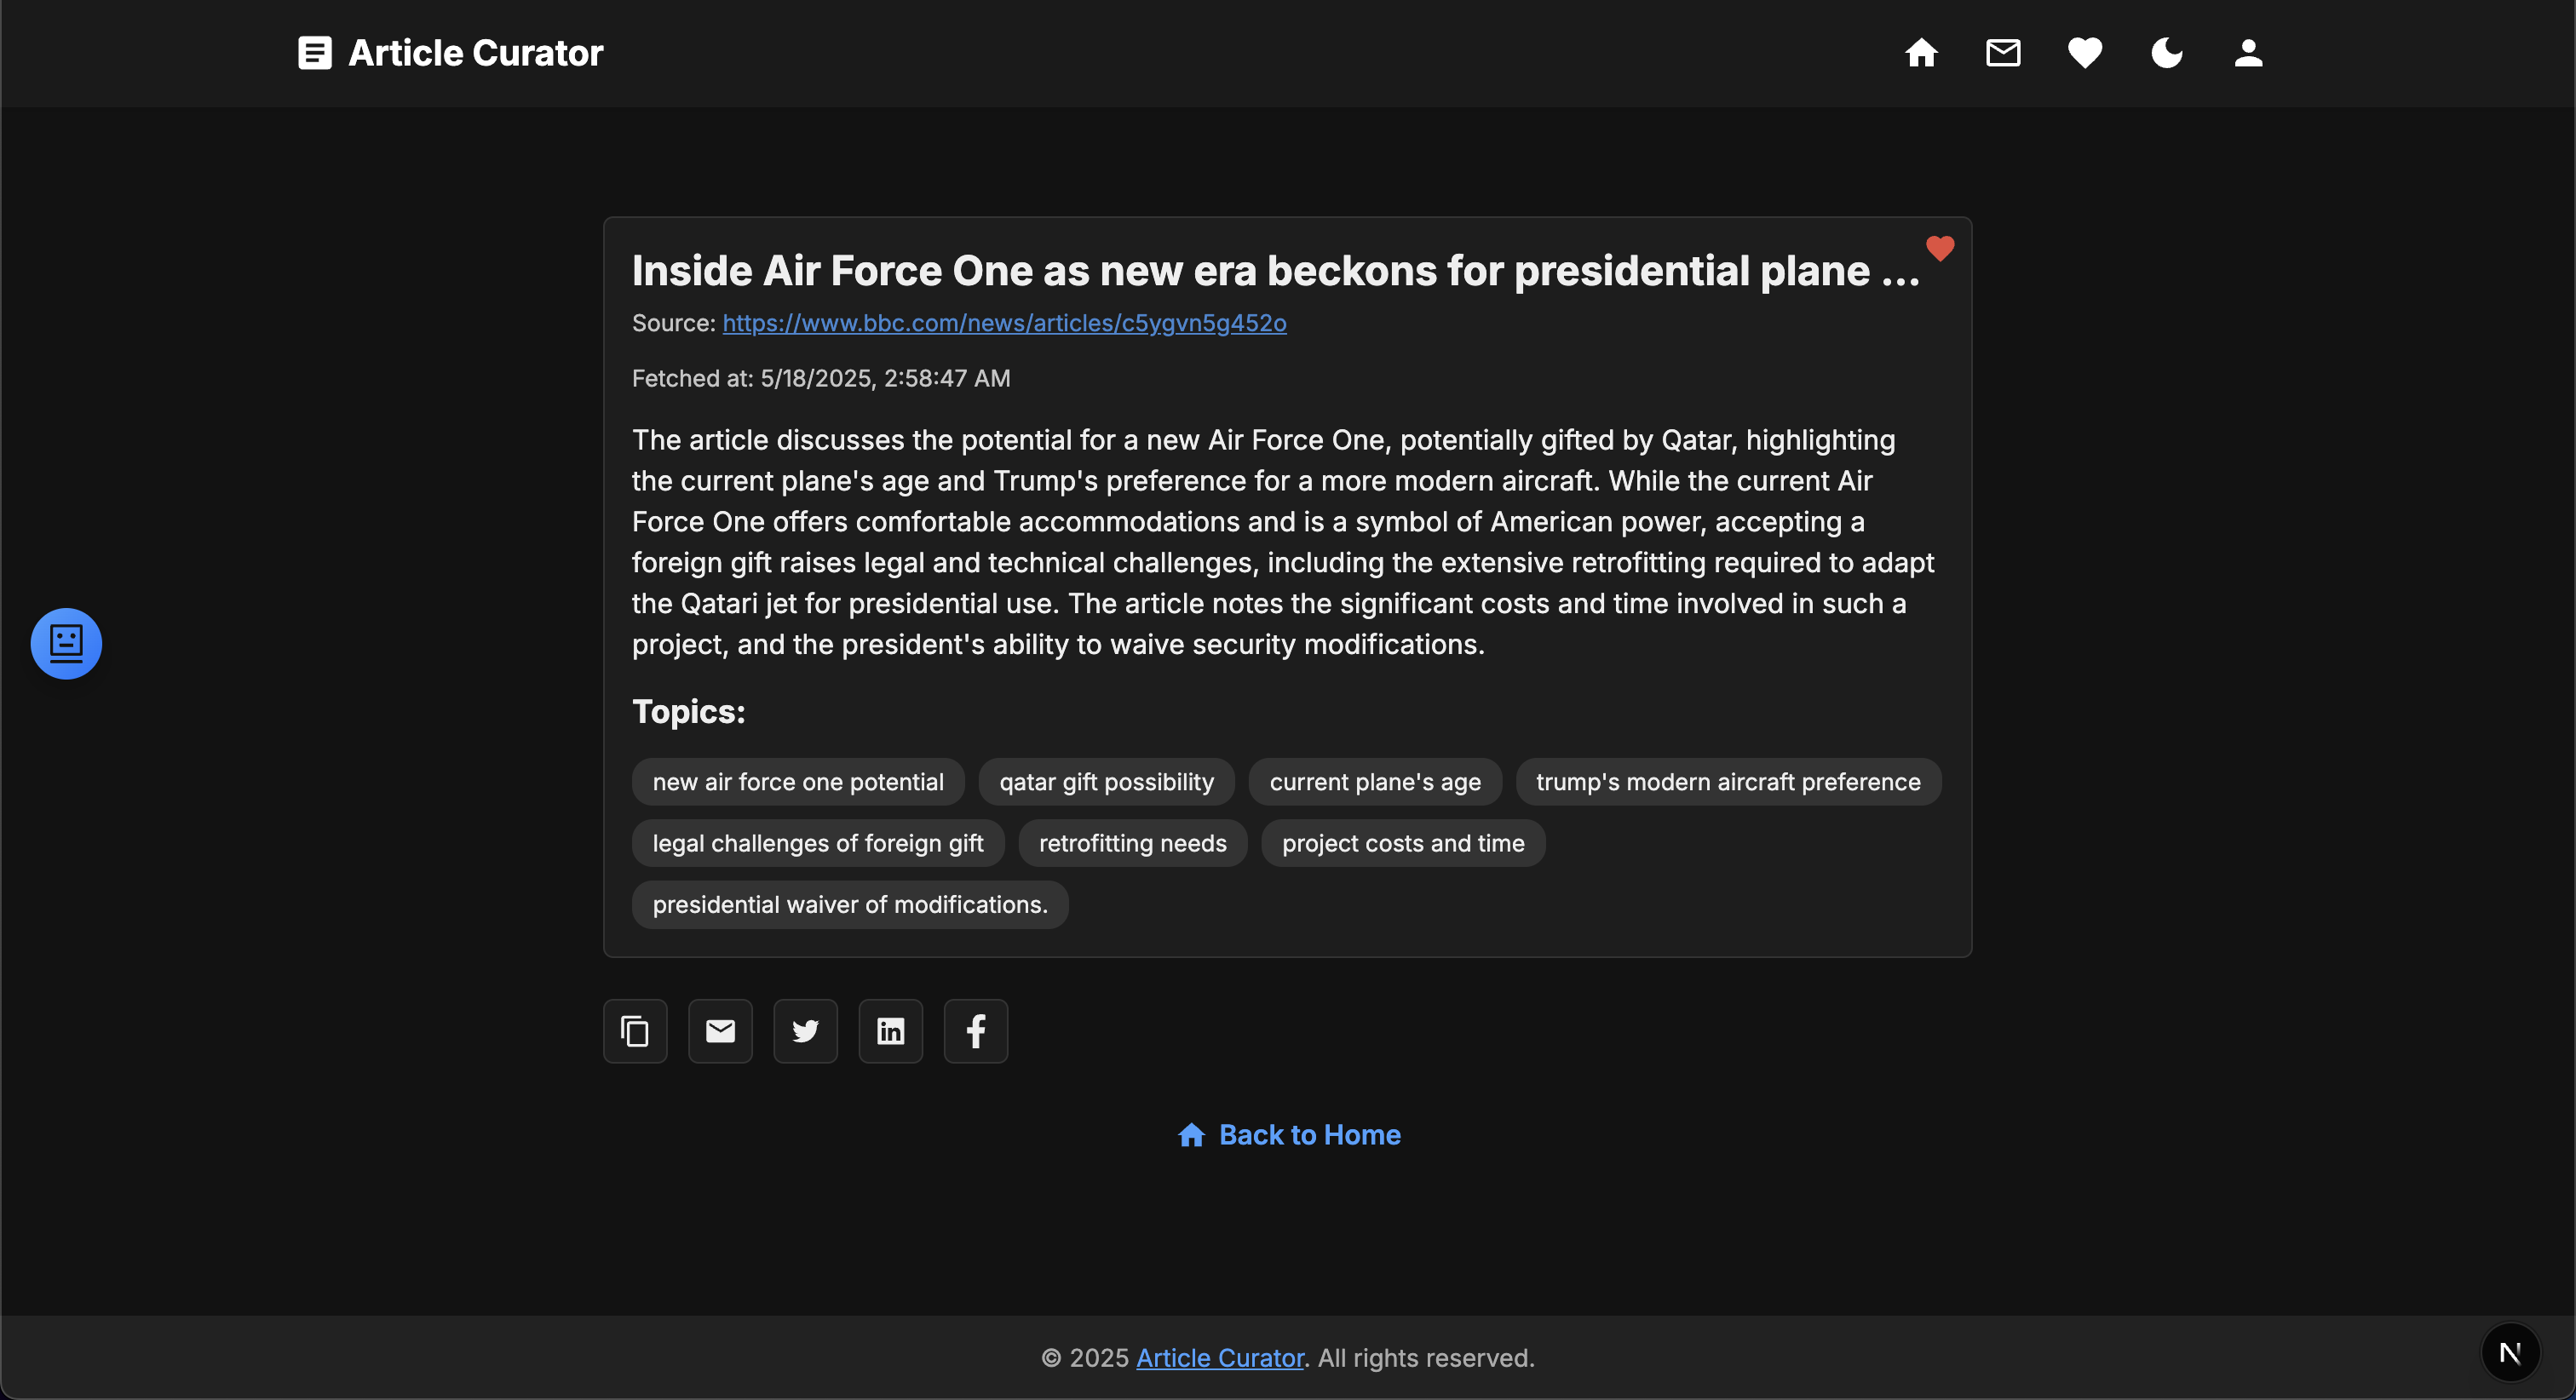 Article Curator
Inside Air Force One as new era beckons for presidential plane ...
Source: https://www.bbc.com/news/articles/c5ygvn5g452o
Fetched at: 5/18/2025, 2:58:47 AM
The article discusses the potential for a new Air Force One, potentially gifted by Qatar, highlighting
the current plane's age and Trump's preference for a more modern aircraft. While the current Air
Force One offers comfortable accommodations and is a symbol of American power, accepting a
foreign gift raises legal and technical challenges, including the extensive retrofitting required to adapt
the Qatari jet for presidential use. The article notes the significant costs and time involved in such a
project, and the president's ability to waive security modifications.
Topics:
new air force one potential qatar gift possibility current plane's age trump's modern aircraft preference
legal challenges of foreign gift retrofitting needs project costs and time
presidential waiver of modifications.
in f
Back to Home
© 2025 Article Curator. All rights reserved.
N